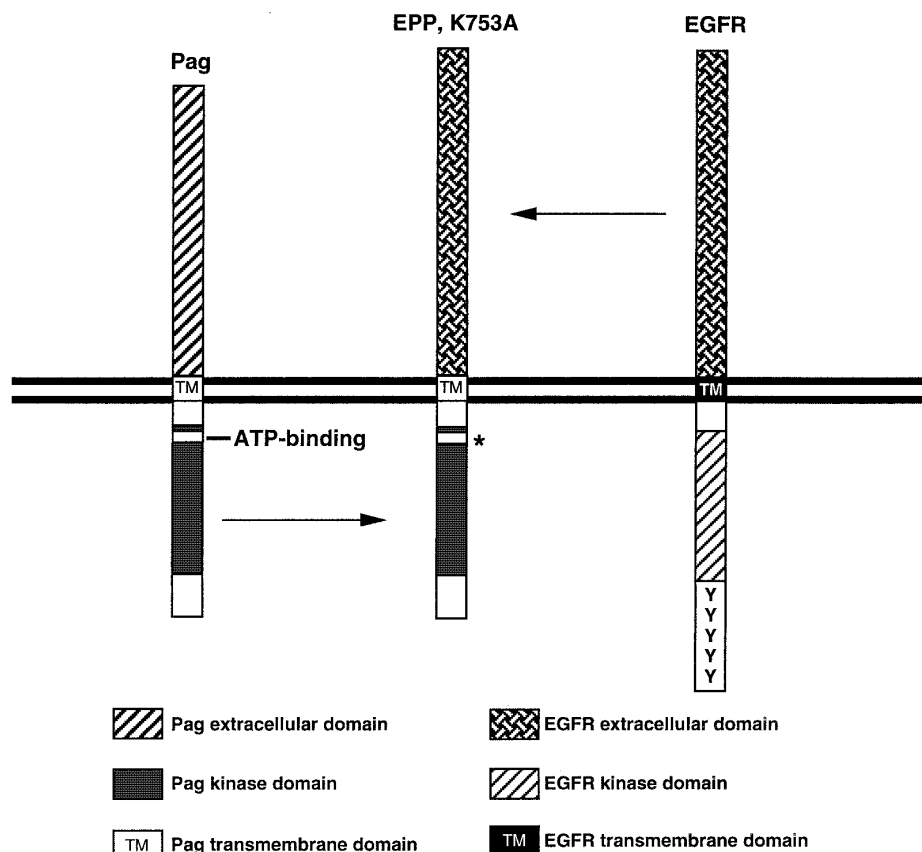 EPP, K753A
EGFR
Pag
TM
TM
TM
ATP-binding
*
Y
Y
Y
Y
Y
Pag extracellular domain
EGFR extracellular domain
Pag kinase domain
EGFR kinase domain
TM Pag transmembrane domain
TM EGFR transmembrane domain